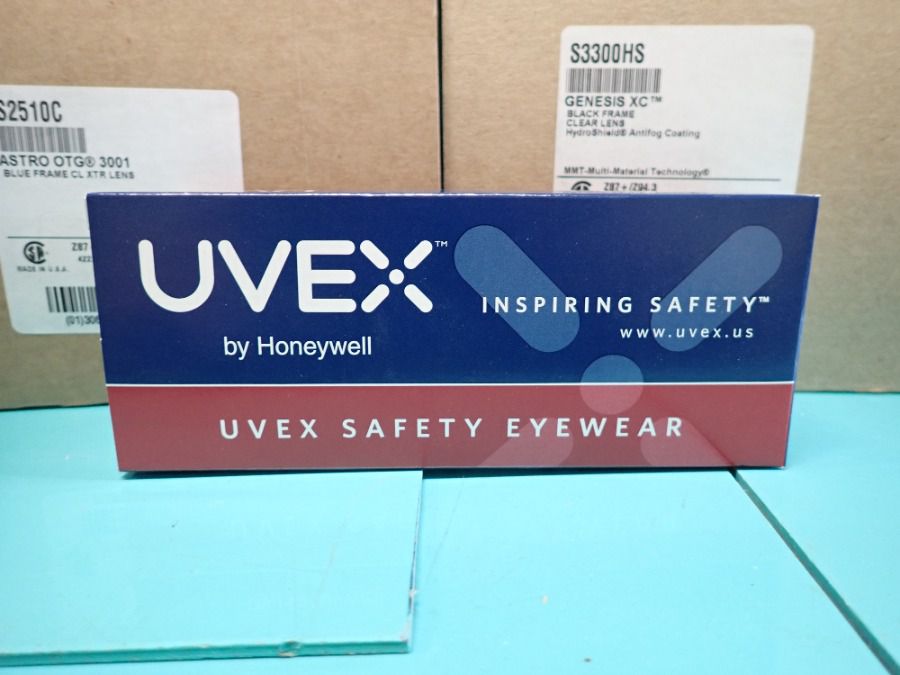 S2510C
ASTRO OTG® 3001
BLUE FRAME CL XTR LENS
Z87
MADE IN U.S.A.
S3300HS
GENESIS XC™
BLACK FRAME
CLEAR LENS
HydroShield® Antifog Coating
MMT-Multi-Material Technology®
Z87 + /Z94.3
UVEX™
by Honeywell
INSPIRING SAFETY™
www.uvex.us
UVEX SAFETY EYEWEAR